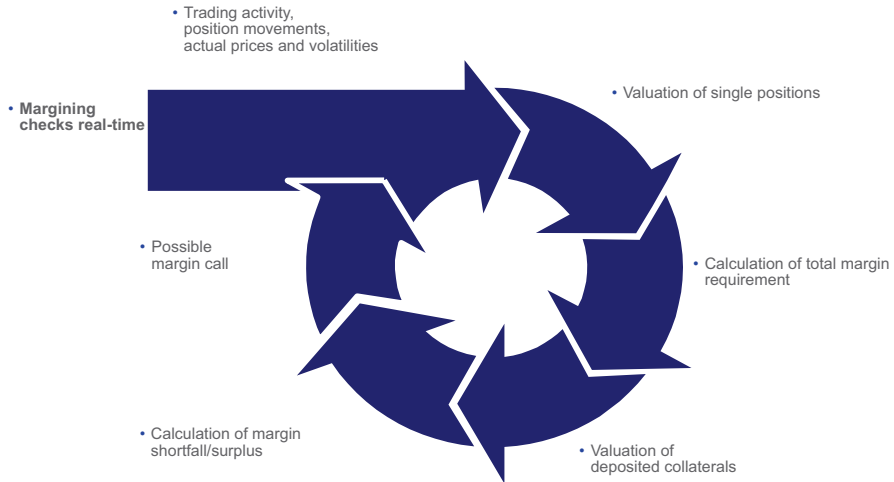 • Trading activity,
position movements,
actual prices and volatilities
• Margining
checks real-time
• Valuation of single positions
• Calculation of total margin
requirement
• Valuation of
deposited collaterals
• Calculation of margin
shortfall/surplus
• Possible
margin call